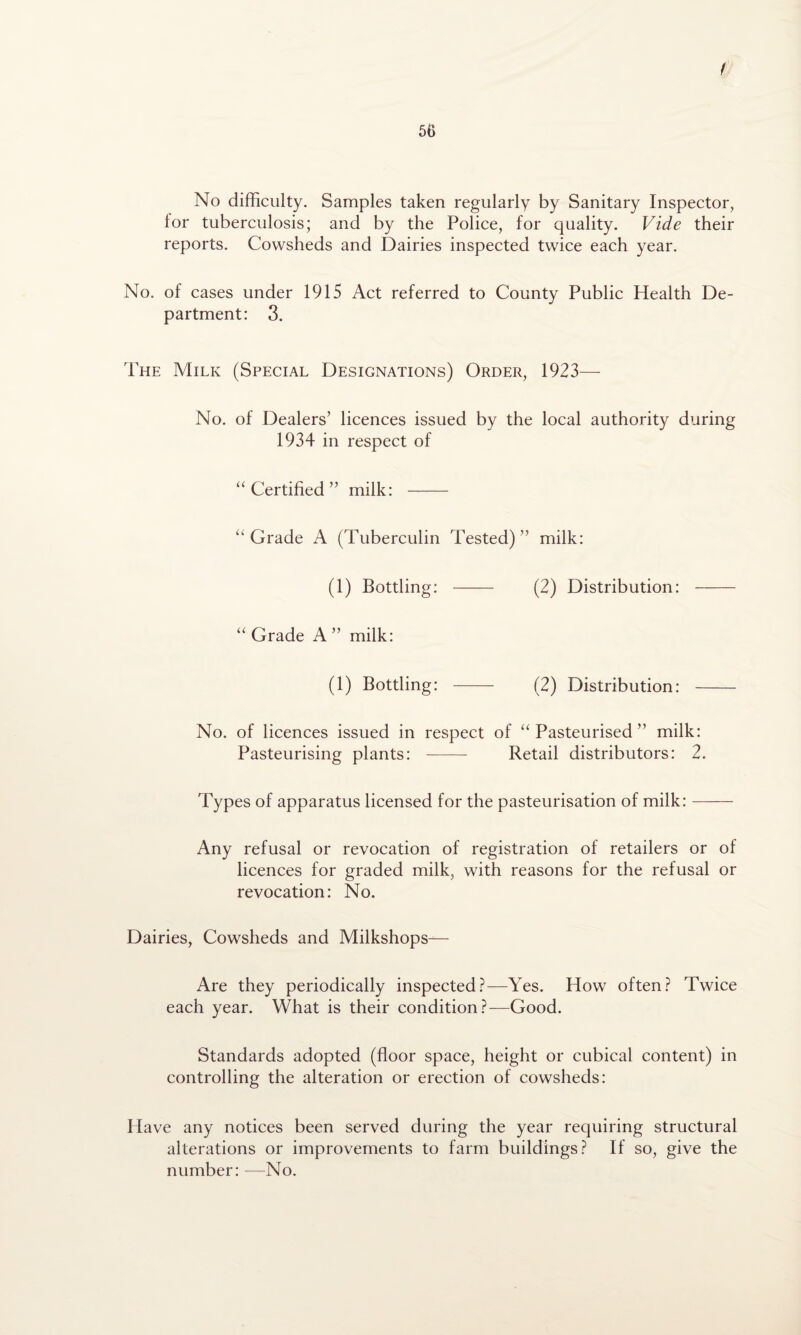 56
No difficulty. Samples taken regularly by Sanitary Inspector,
for tuberculosis; and by the Police, for quality. Vide their
reports. Cowsheds and Dairies inspected twice each year.
No. of cases under 1915 Act referred to County Public Health De-
partment: 3.
The Milk (Special Designations) Order, 1923—
No. of Dealers’ licences issued by the local authority during
1934 in respect of
“ Certified ” milk: ——
“ Grade A (Tuberculin Tested) ” milk:
(1) Bottling: —— (2) Distribution: ——
“ Grade A ” milk:
(1) Bottling: —— (2) Distribution: ——
No. of licences issued in respect of “ Pasteurised ” milk:
Pasteurising plants: —— Retail distributors: 2.
Types of apparatus licensed for the pasteurisation of milk: ——
Any refusal or revocation of registration of retailers or of
licences for graded milk, with reasons for the refusal or
revocation: No.
Dairies, Cowsheds and Milkshops—
Are they periodically inspected?—Yes. How often? Twice
each year. What is their condition?—Good.
Standards adopted (floor space, height or cubical content) in
controlling the alteration or erection of cowsheds:
Have any notices been served during the year requiring structural
alterations or improvements to farm buildings? If so, give the
number: —No.